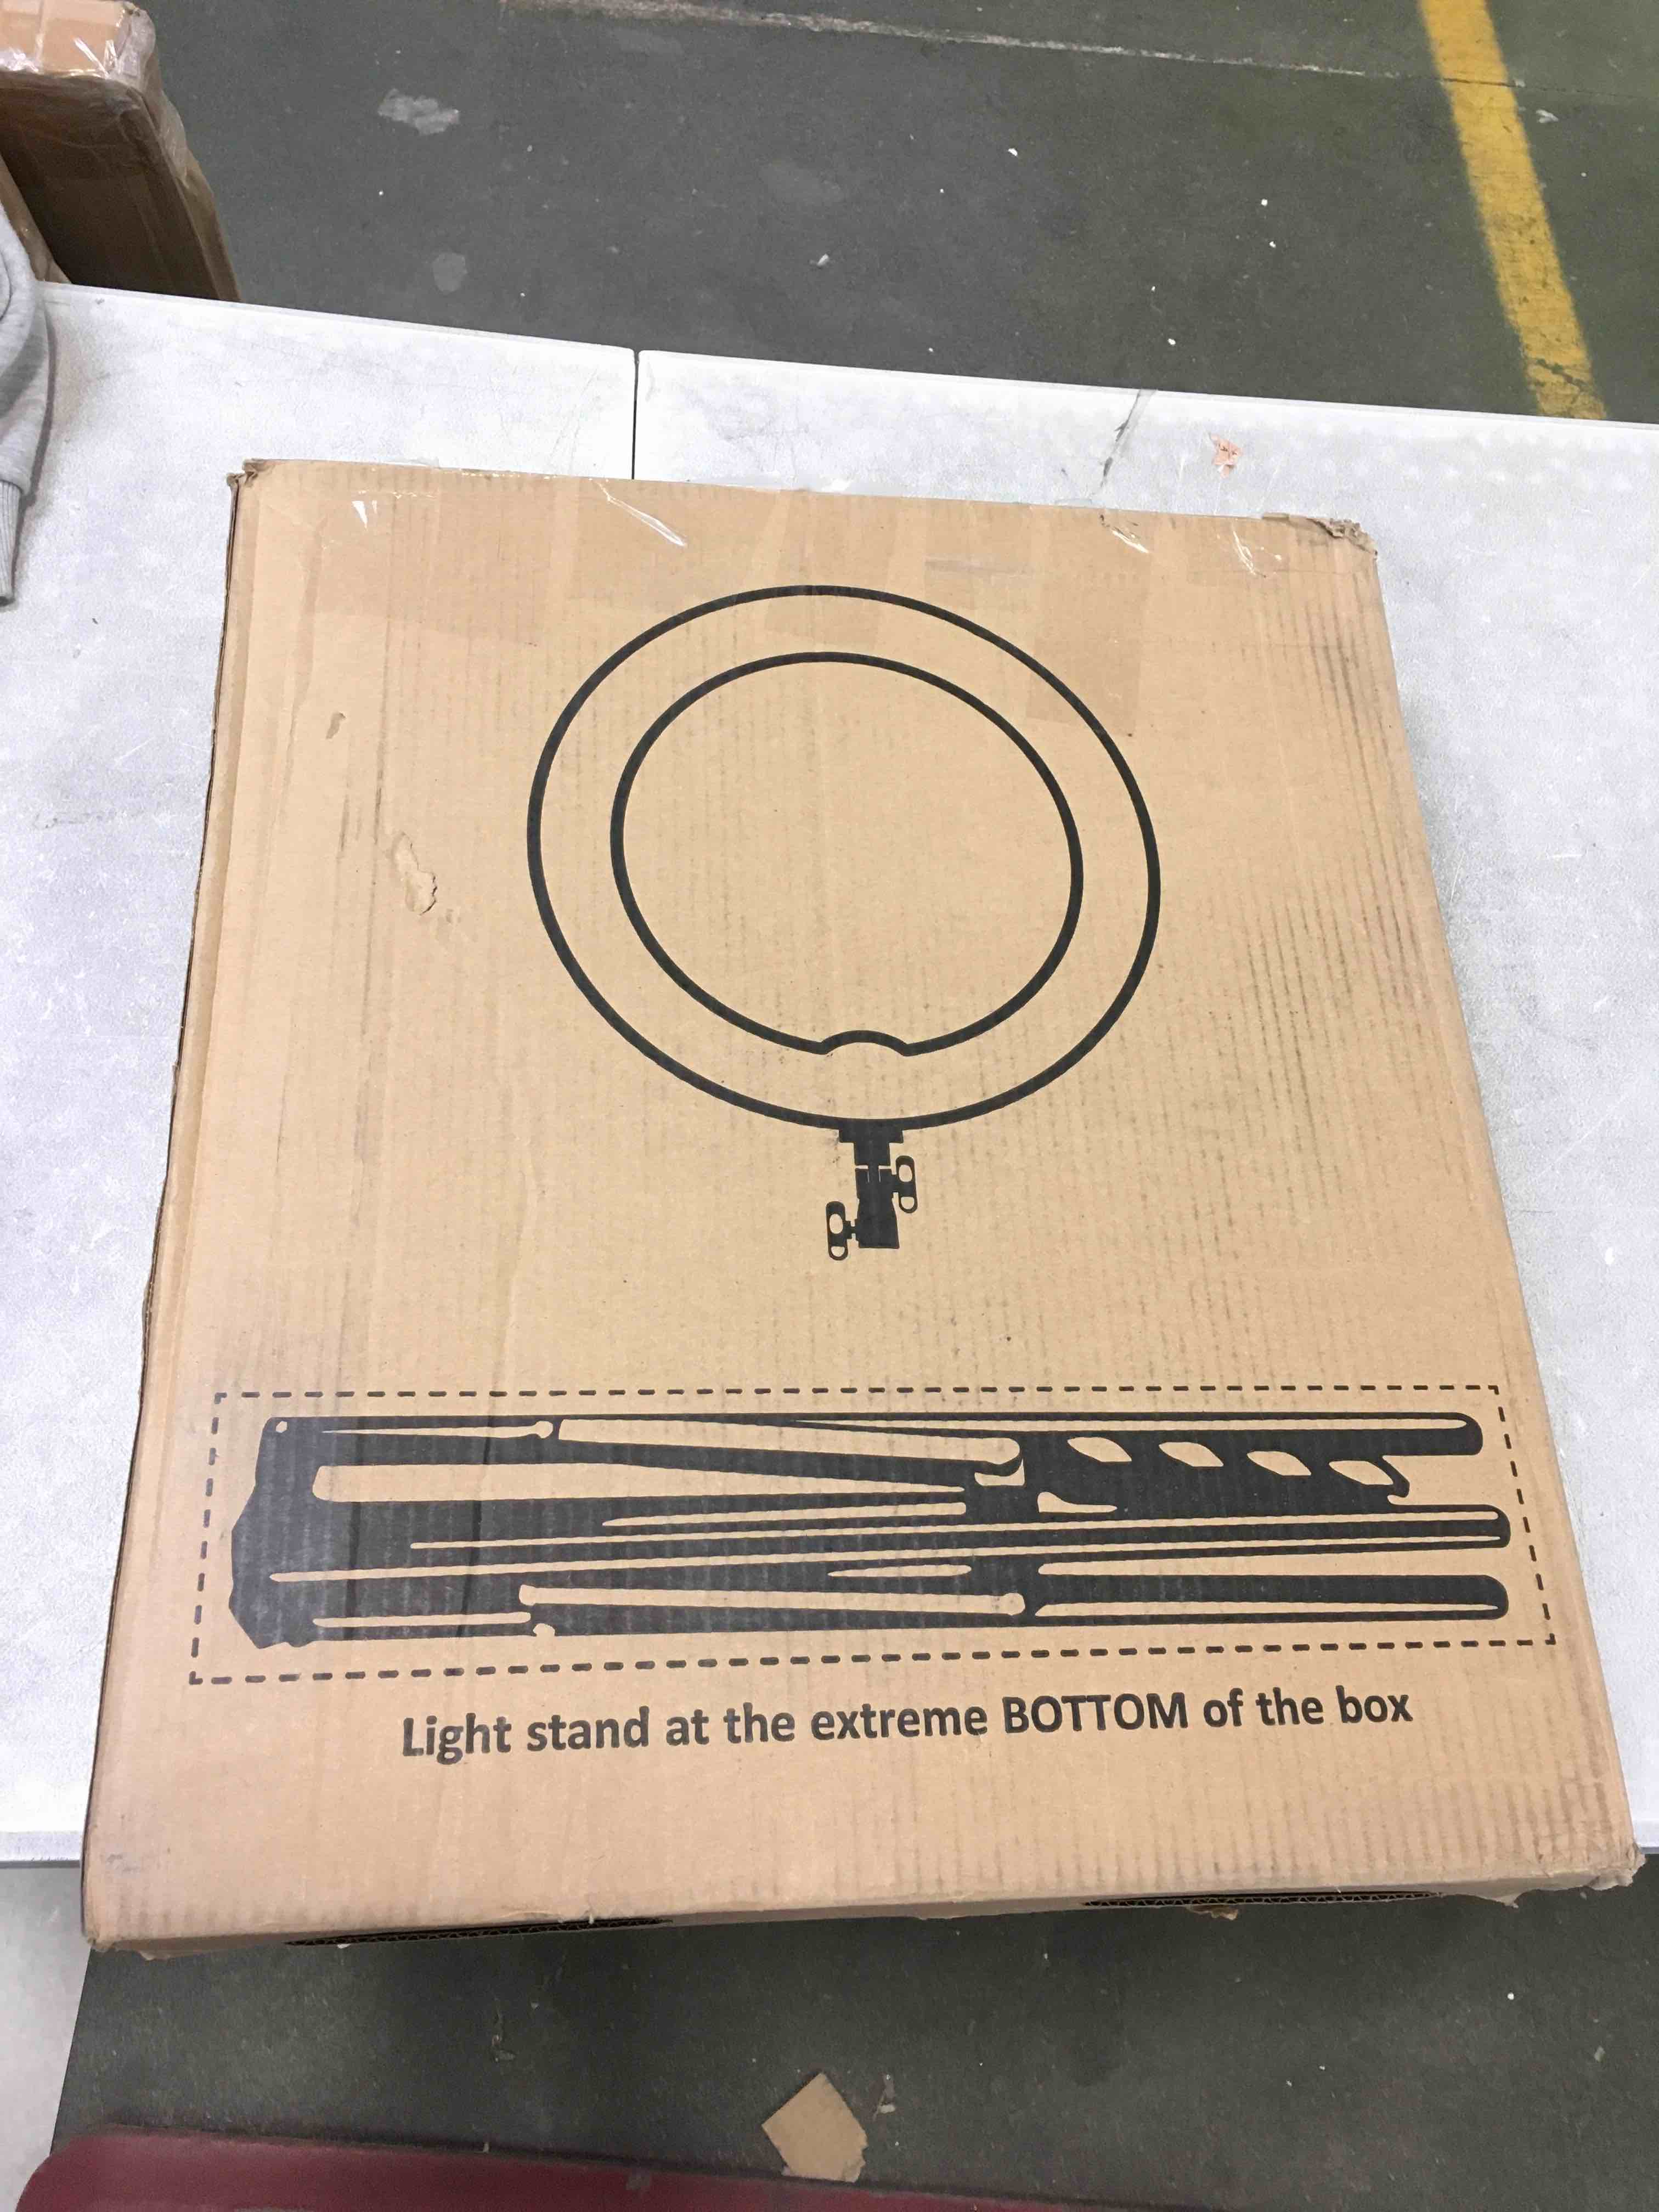 Light stand at the extreme BOTTOM of the box